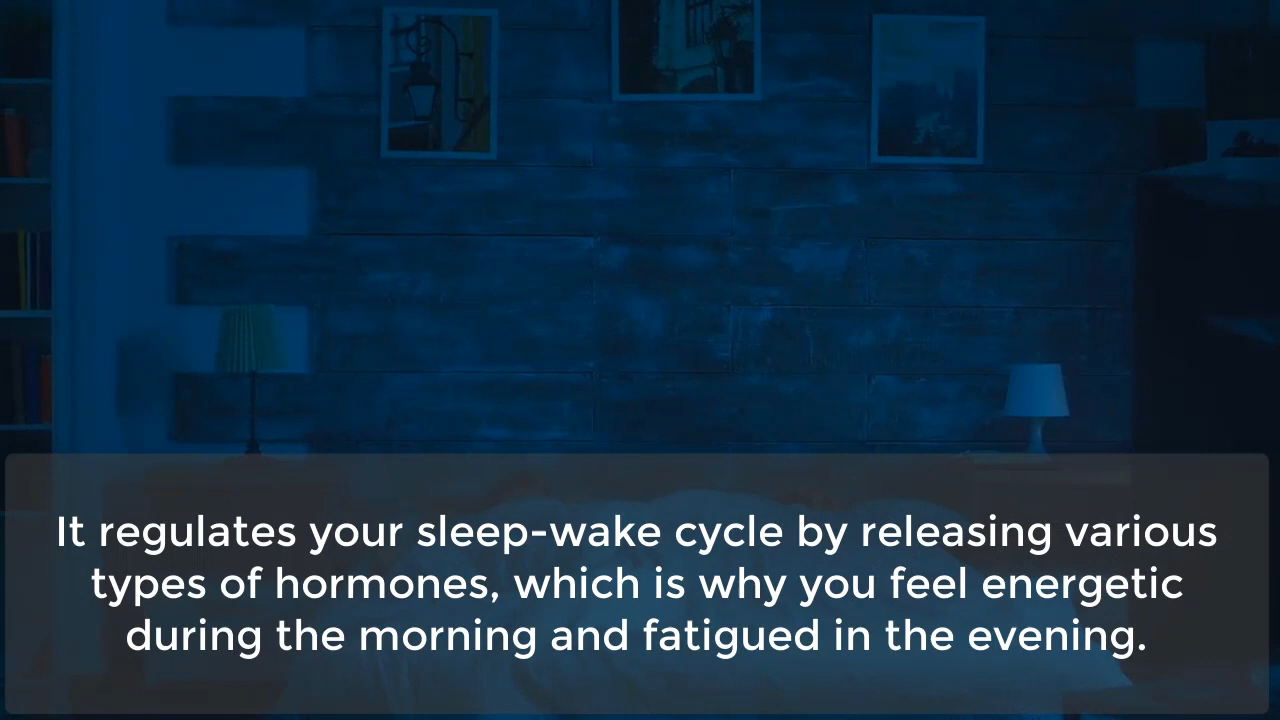 It regulates your sleep-wake cycle by releasing various
types of hormones, which is why you feel energetic
during the morning and fatigued in the evening.